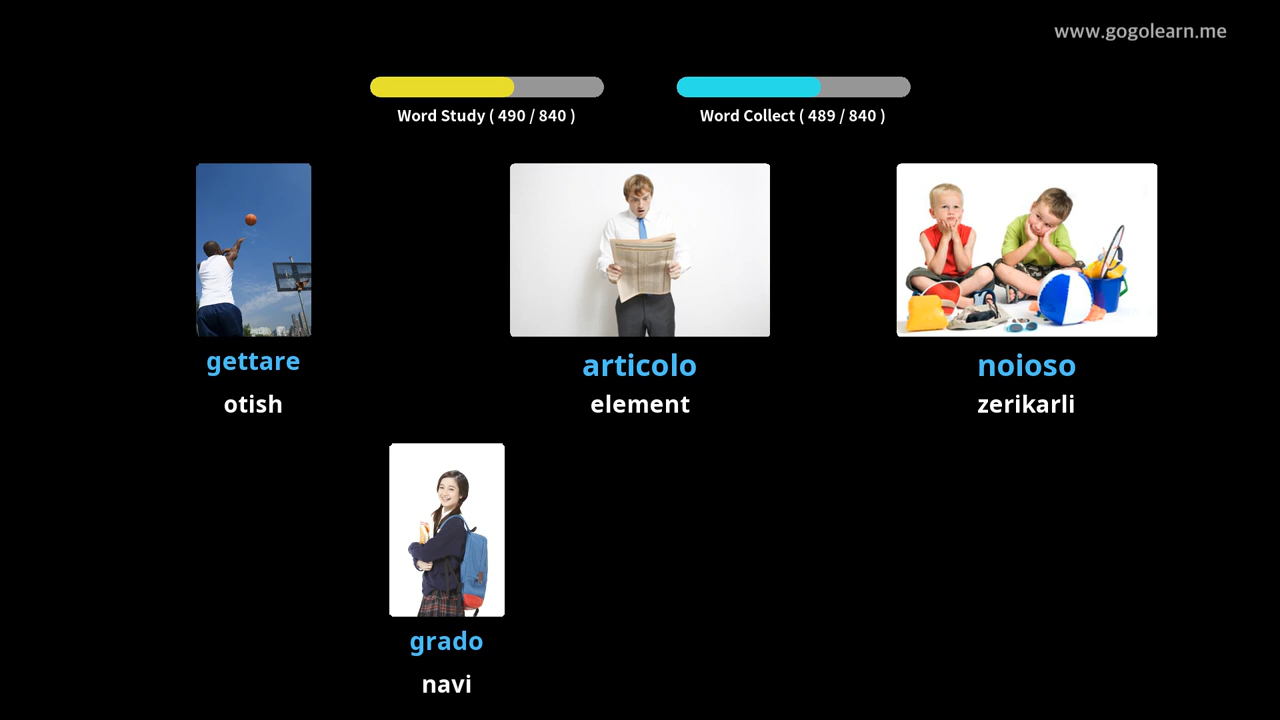 www.gogolearn.me
Word Study ( 490 / 840 )
Word Collect ( 489 / 840 )
gettare
articolo
noioso
otish
element
zerikarli
grado
navi